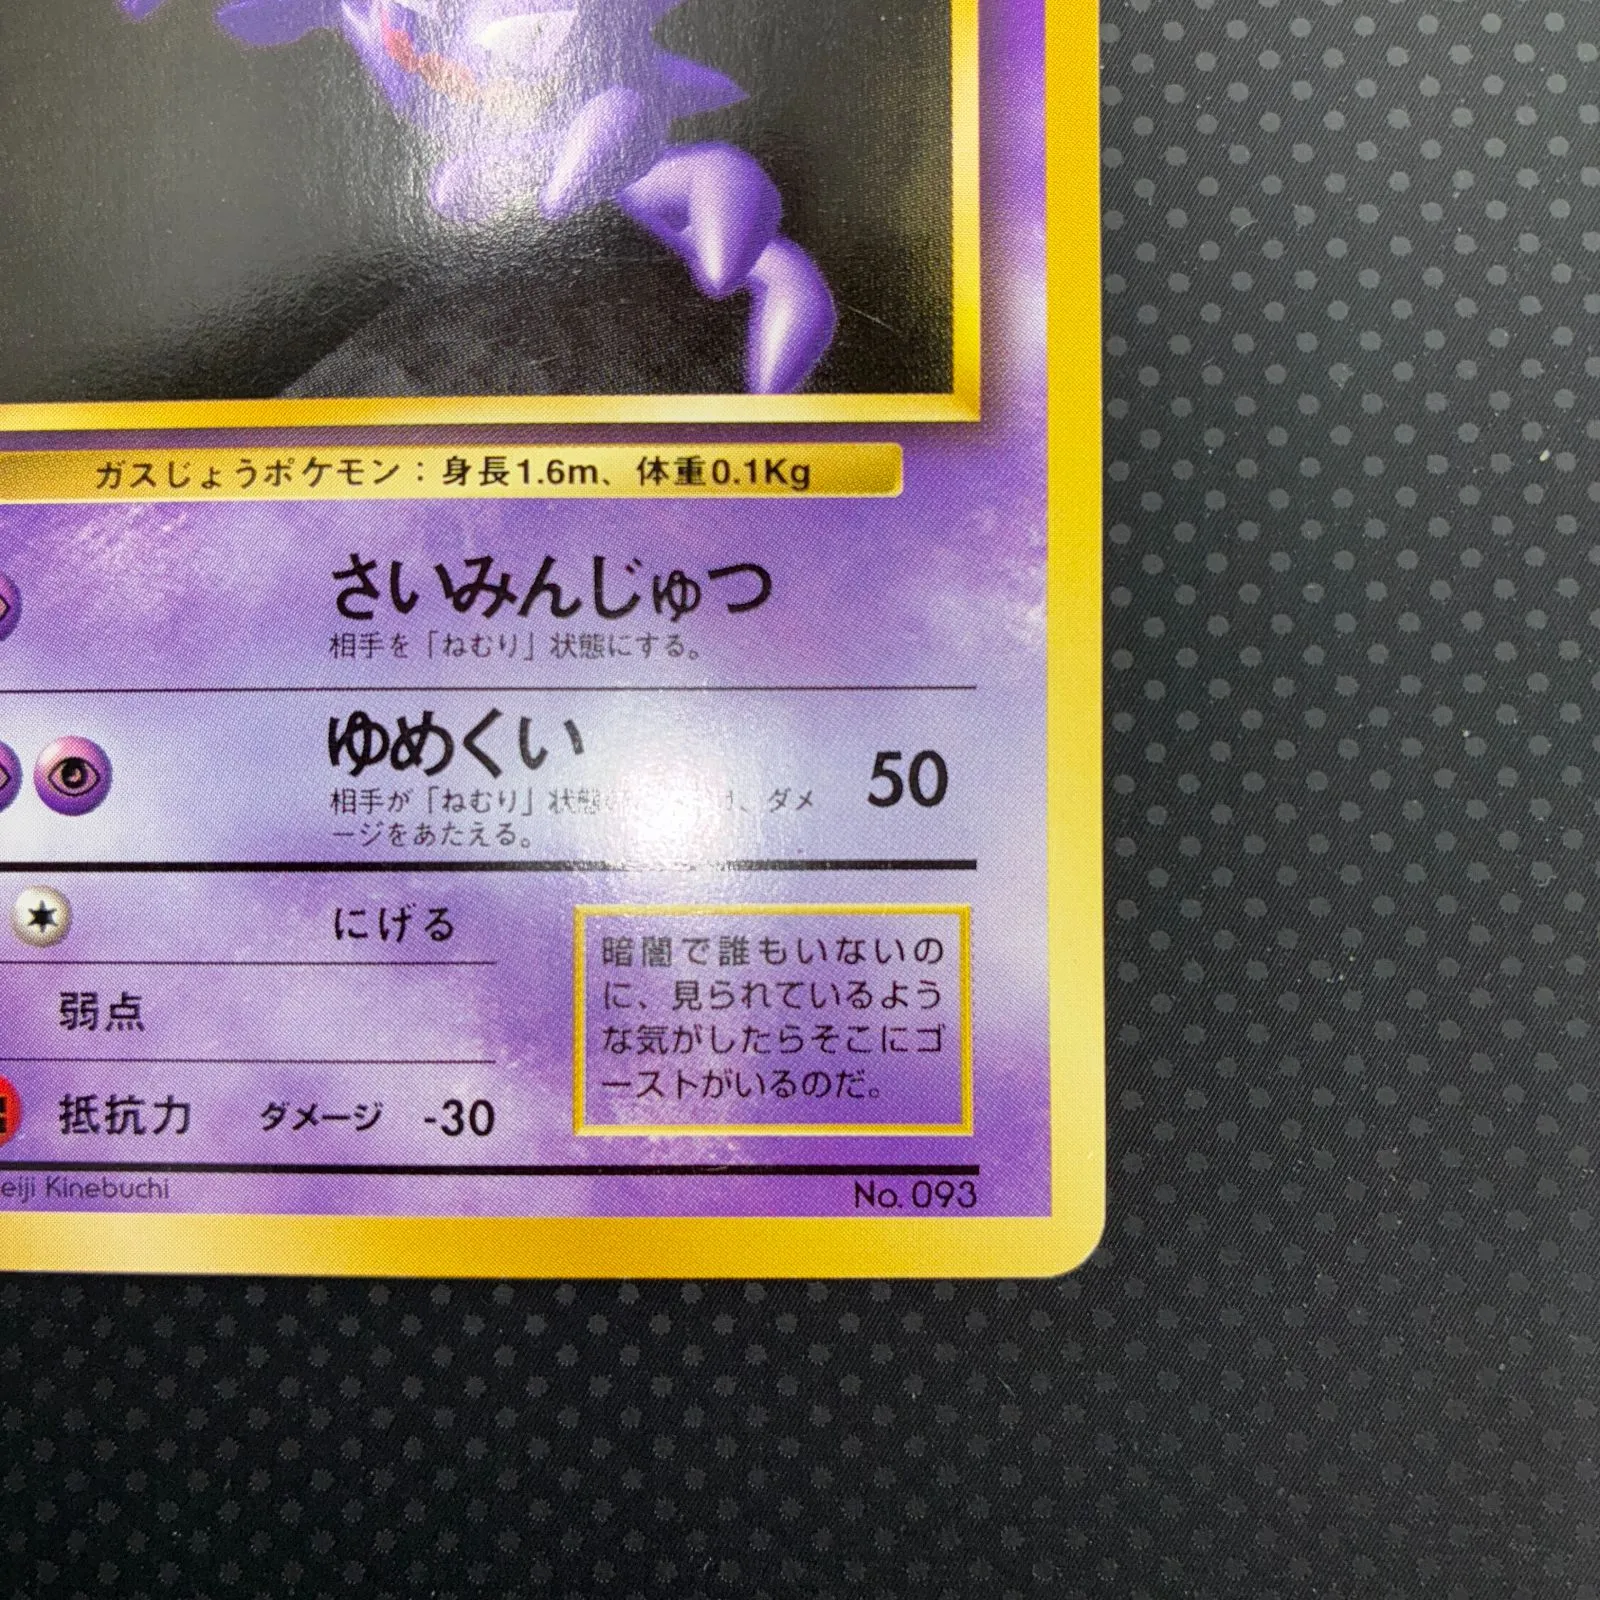 ガスじょうポケモン：身長1.6m、体重0.1Kg
さいみんじゅつ
相手を「ねむり」状態にする。
ゆめくい 50
相手が「ねむり」状態 、ダメ
ージをあたえる。
にげる
弱点
抵抗力 ダメージ -30
暗闇で誰もいないの
に、見られているよう
な気がしたらそこにゴ
ーストがいるのだ。
Kinebuchi
No. 093